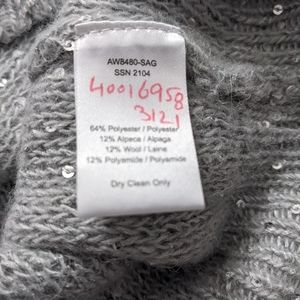 AW8480-SAG
SSN 2104
40016958
3121
64% Polyester / Polyester
12% Alpeca / Alpaga
12% Wool / Laine
12% Polyamide / Polyamide
Dry Clean Only